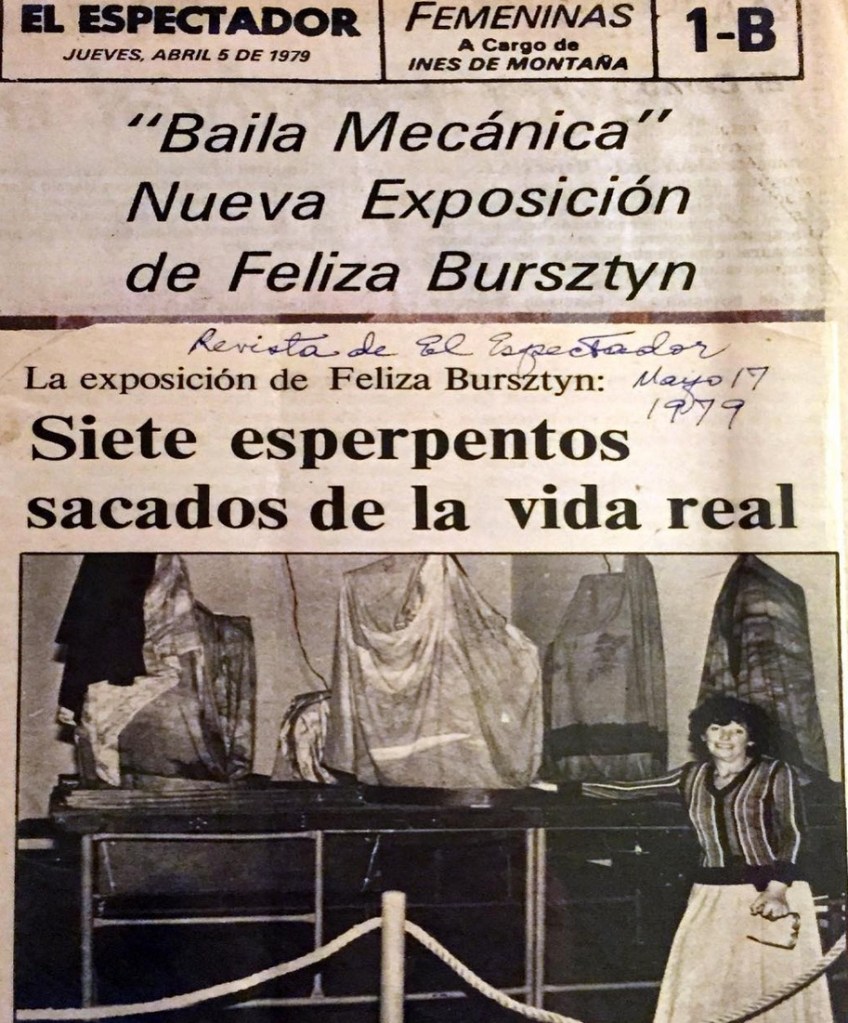 EL ESPECTADOR
JUEVES, ABRIL 5 DE 1979
FEMENINAS
A Cargo de
INES DE MONTAÑA
1-B
"Baila Mecánica"
Nueva Exposición
de Feliza Bursztyn
Revista de El Espectador
La exposición de Feliza Bursztyn: Mayo 17
1979
Siete esperpentos
sacados de la vida real